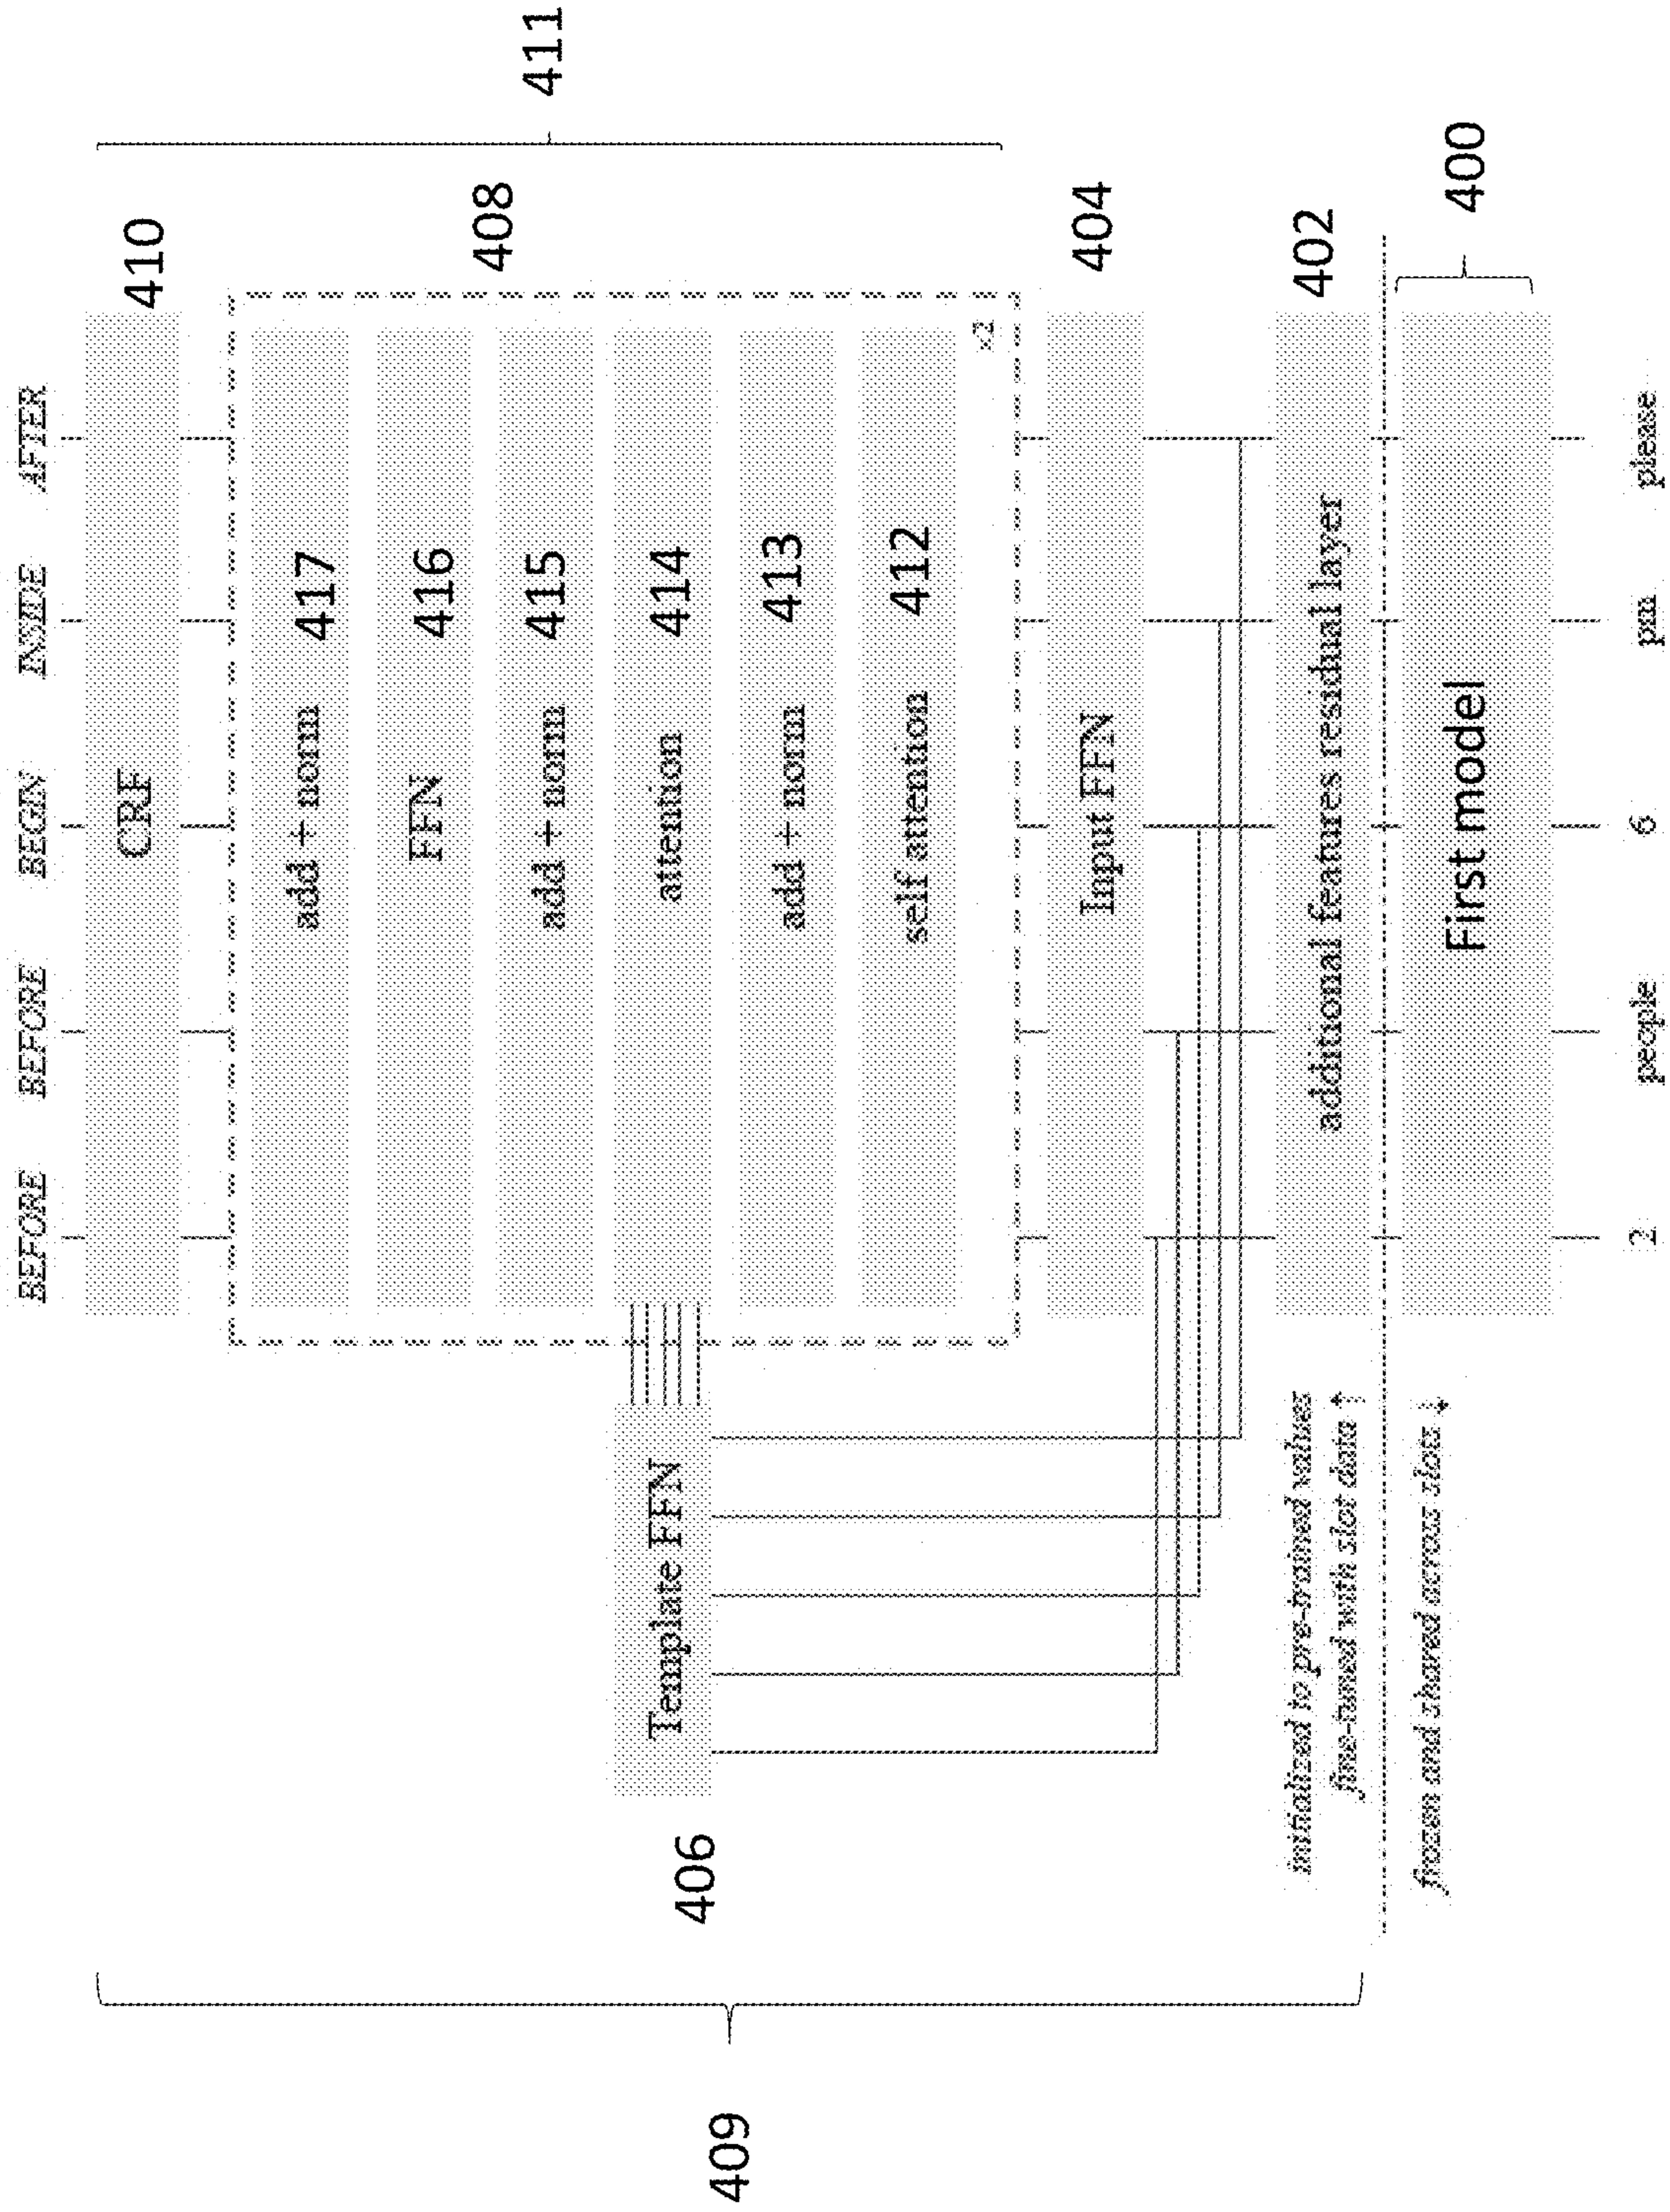 BEFORE BEFORE BEGIN INSIDE AFTER
CRF 410
411
add + norm 417
FFN 416
408
add + norm 415
Template FFN attention 414
406
409
add + norm 413
self attention 412
×2
Input FFN 404
initialized to pre-trained values
fine-tuned with slot data ↑
additional features residual layer 402
frozen and shared across slots ↓
First model 400
2 people 6 pm please